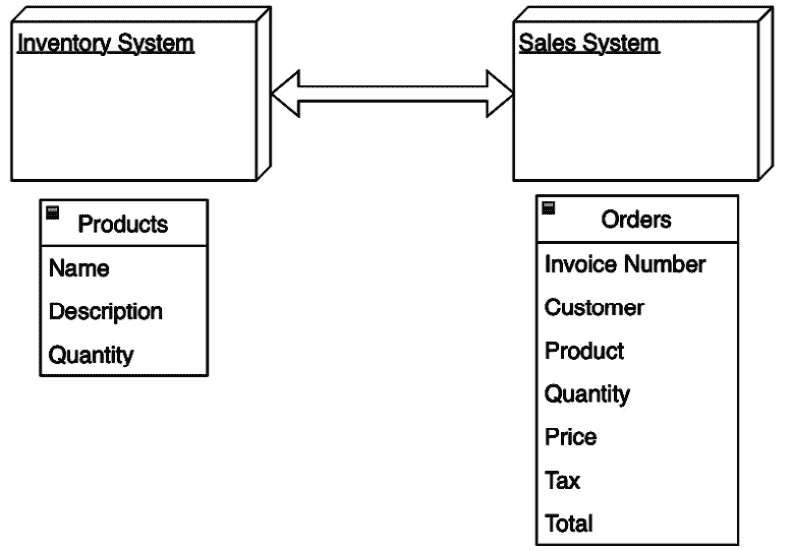 Inventory System
Sales System
Products
Name
Description
Quantity
Orders
Invoice Number
Customer
Product
Quantity
Price
Tax
Total